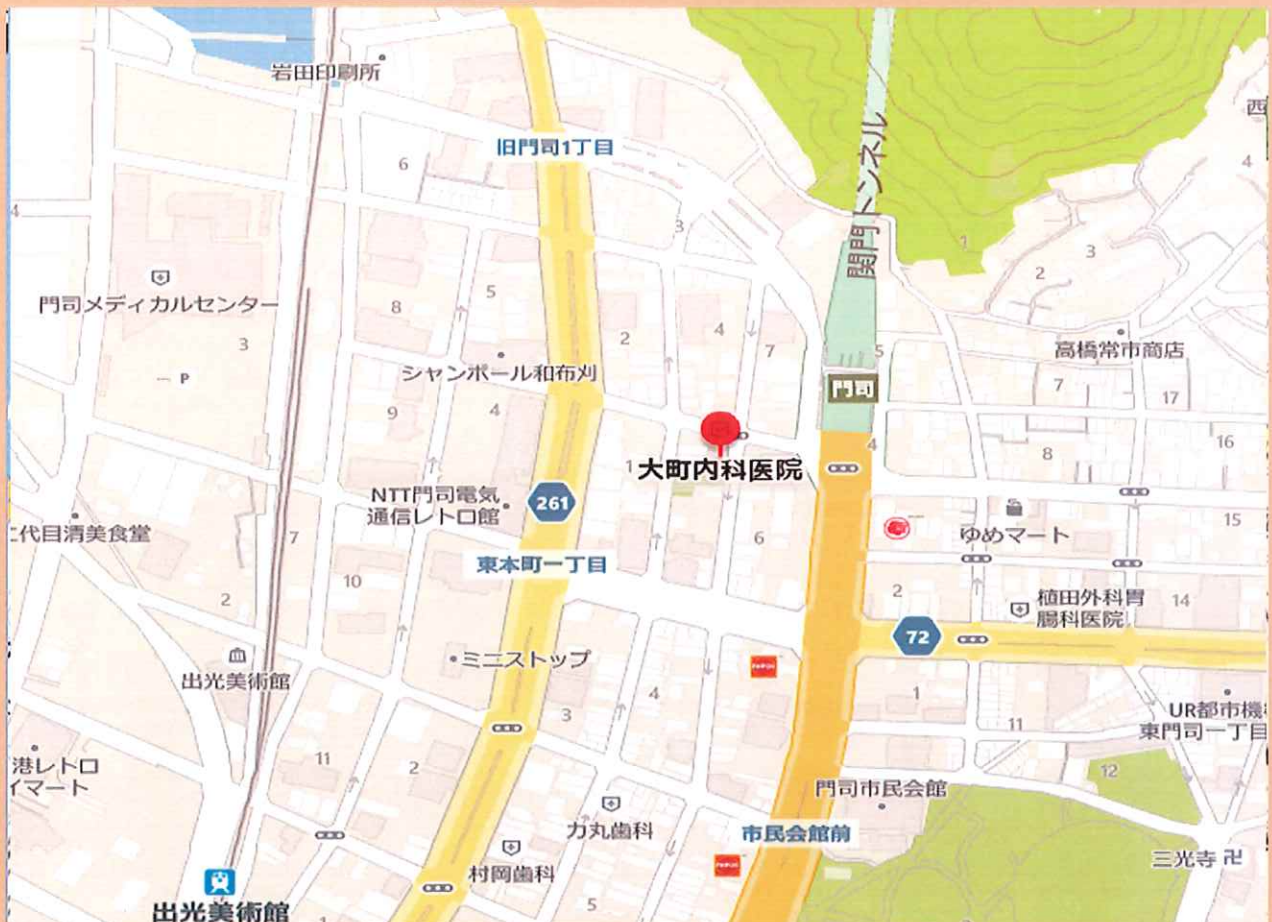 岩田印刷所
旧門司1丁目
西
6
4
4
関門トンネル
3
1
3
2
門司メディカルセンター
8
5
2
4
7
3
P
シャンボール和布刈
5
高橋常市商店
門司
9
4
7
17
4
16
1
8
大町内科医院
NTT門司電気
通信レトロ館
261
15
二代目清美食堂
7
6
ゆめマート
東本町一丁目
10
2
2
植田外科胃
腸科医院
14
72
ミニストップ
出光美術館
4
1
3
11
UR都市機
東門司一丁目
港レトロ
イマート
11
2
12
門司市民会館
力丸歯科
市民会館前
村岡歯科
三光寺
出光美術館
1
5